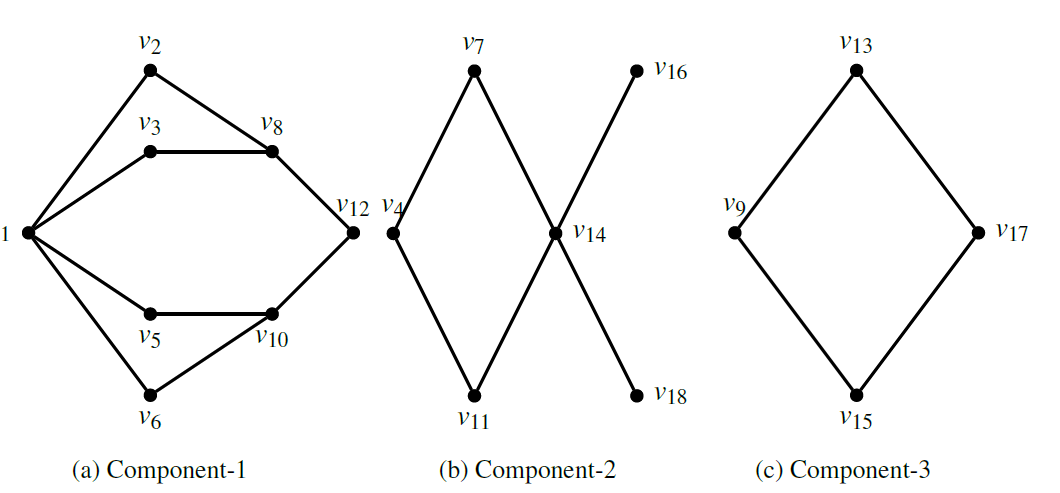 v2
v7
v13
v16
v3
v8
v12
v4
v9
1
v14
v17
v5
v10
v18
v6
v11
v15
(a) Component-1
(b) Component-2
(c) Component-3